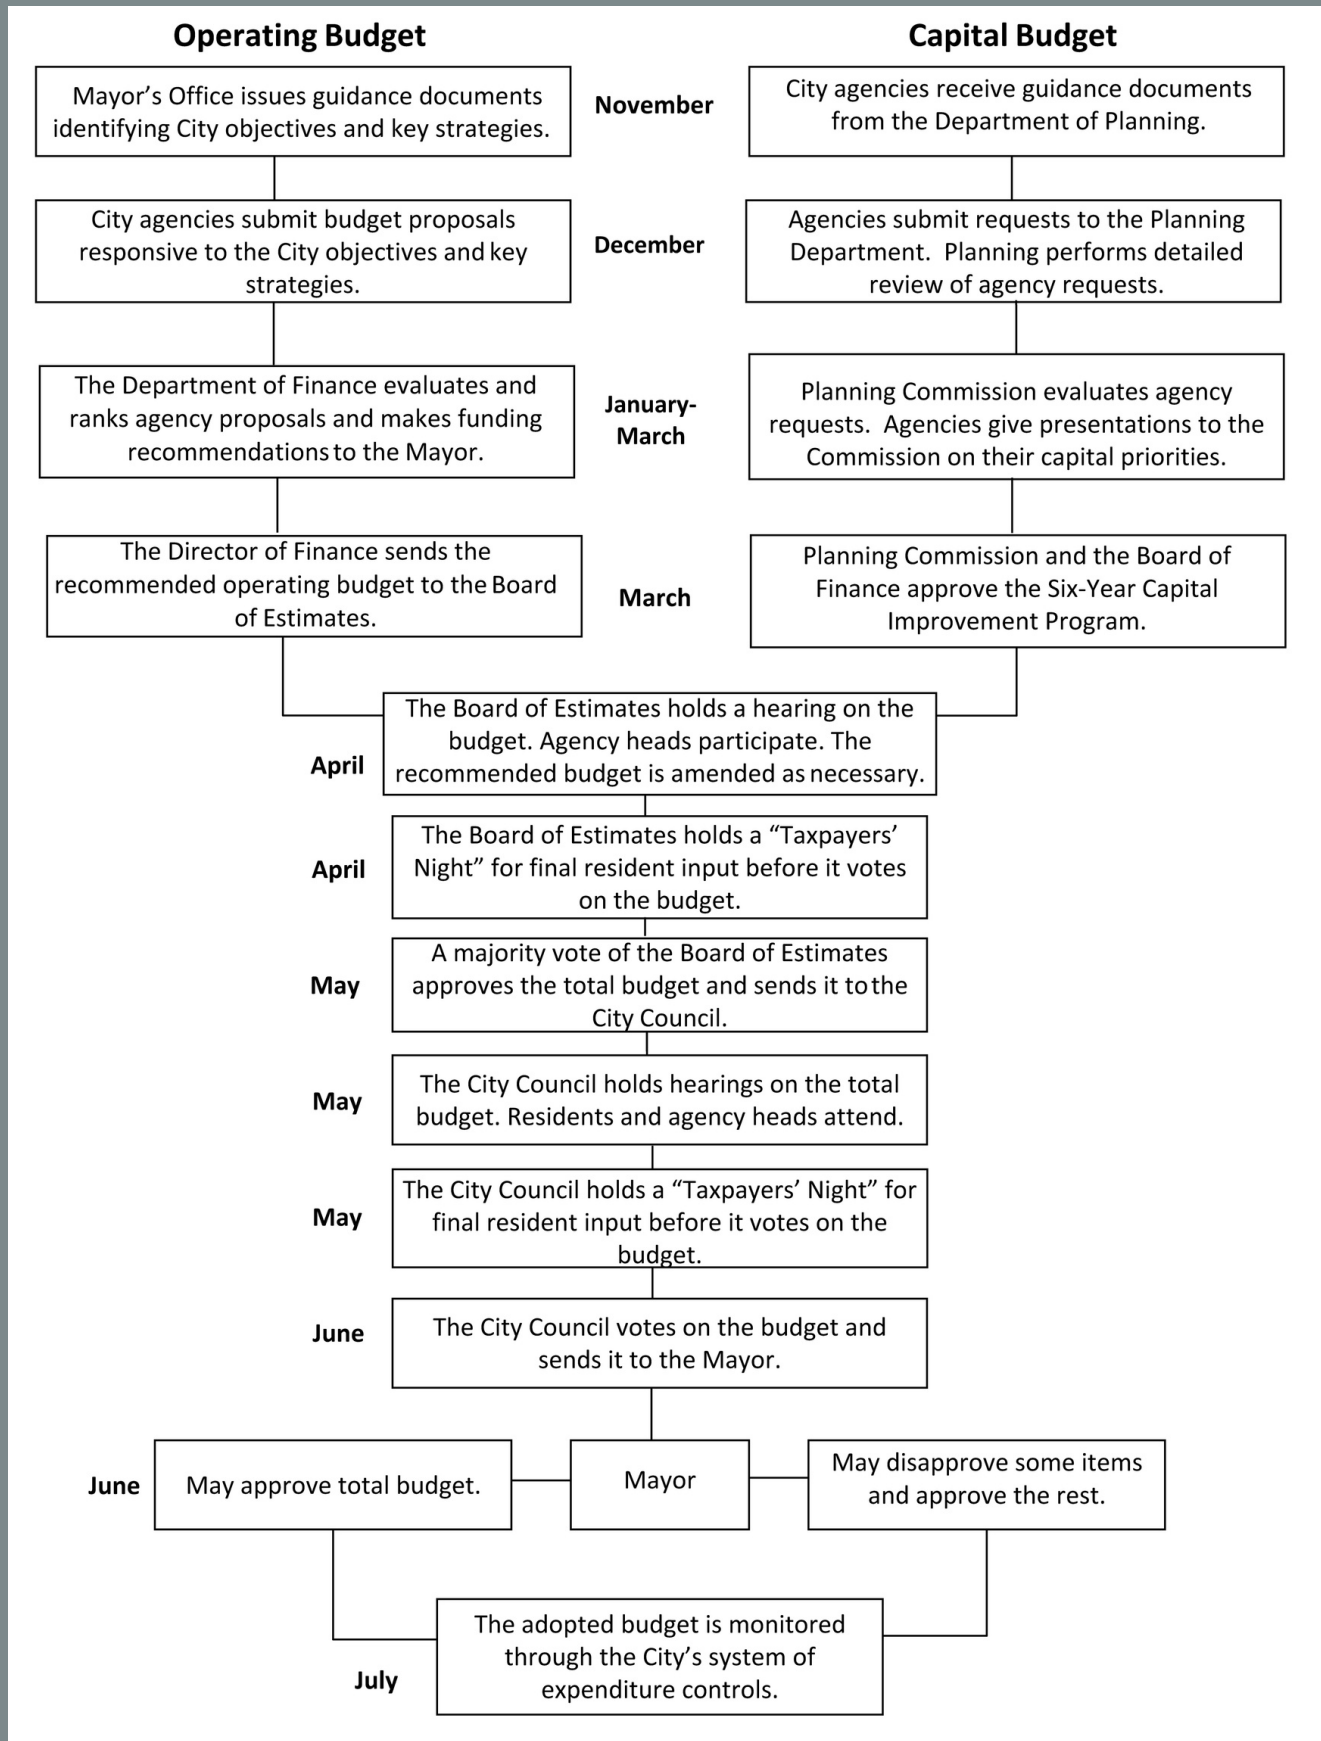 Operating Budget
Capital Budget
Mayor’s Office issues guidance documents
identifying City objectives and key strategies.
November
City agencies receive guidance documents
from the Department of Planning.
City agencies submit budget proposals
responsive to the City objectives and key
strategies.
December
Agencies submit requests to the Planning
Department.  Planning performs detailed
review of agency requests.
The Department of Finance evaluates and
ranks agency proposals and makes funding
recommendations to the Mayor.
January-
March
Planning Commission evaluates agency
requests.  Agencies give presentations to the
Commission on their capital priorities.
The Director of Finance sends the
recommended operating budget to the Board
of Estimates.
March
Planning Commission and the Board of
Finance approve the Six-Year Capital
Improvement Program.
April
The Board of Estimates holds a hearing on the
budget. Agency heads participate. The
recommended budget is amended as necessary.
April
The Board of Estimates holds a “Taxpayers’
Night” for final resident input before it votes
on the budget.
May
A majority vote of the Board of Estimates
approves the total budget and sends it to the
City Council.
May
The City Council holds hearings on the total
budget. Residents and agency heads attend.
May
The City Council holds a “Taxpayers’ Night” for
final resident input before it votes on the
budget.
June
The City Council votes on the budget and
sends it to the Mayor.
June
May approve total budget.
Mayor
May disapprove some items
and approve the rest.
July
The adopted budget is monitored
through the City’s system of
expenditure controls.